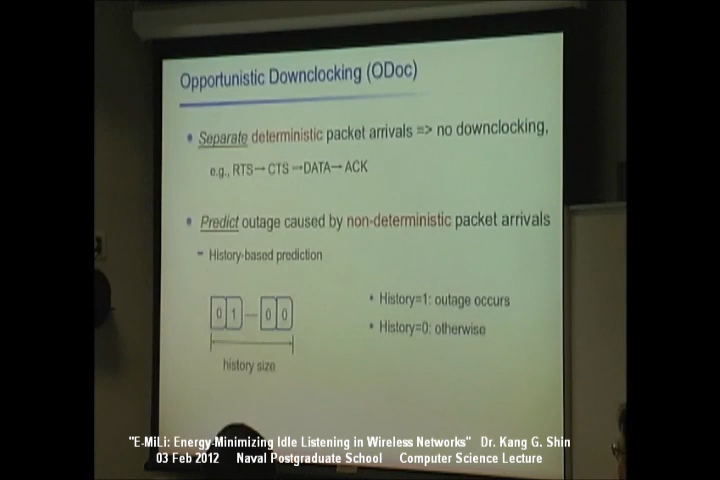 Opportunistic Downclocking (ODoc)
• Separate deterministic packet arrivals => no downclocking,
e.g., RTS→CTS→DATA→ACK
• Predict outage caused by non-deterministic packet arrivals
– History-based prediction
0 1 — 0 0
• History=1: outage occurs
• History=0: otherwise
history size
"E-MiLi: Energy-Minimizing Idle Listening in Wireless Networks" Dr. Kang G. Shin
03 Feb 2012 Naval Postgraduate School Computer Science Lecture